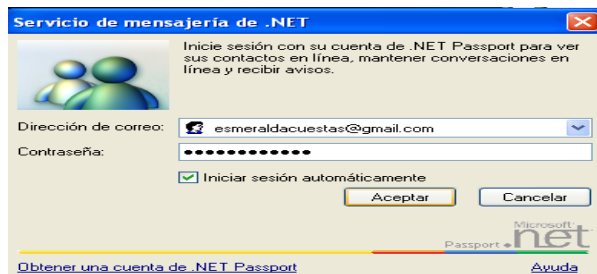 Servicio de mensajería de .NET
Inicie sesión con su cuenta de .NET Passport para ver
sus contactos en línea, mantener conversaciones en
línea y recibir avisos.
Dirección de correo: esmeraldacuestas@gmail.com
Contraseña: ●●●●●●●●●●●●
Iniciar sesión automáticamente
Aceptar Cancelar
Microsoft
Passport .net
Obtener una cuenta de .NET Passport Ayuda